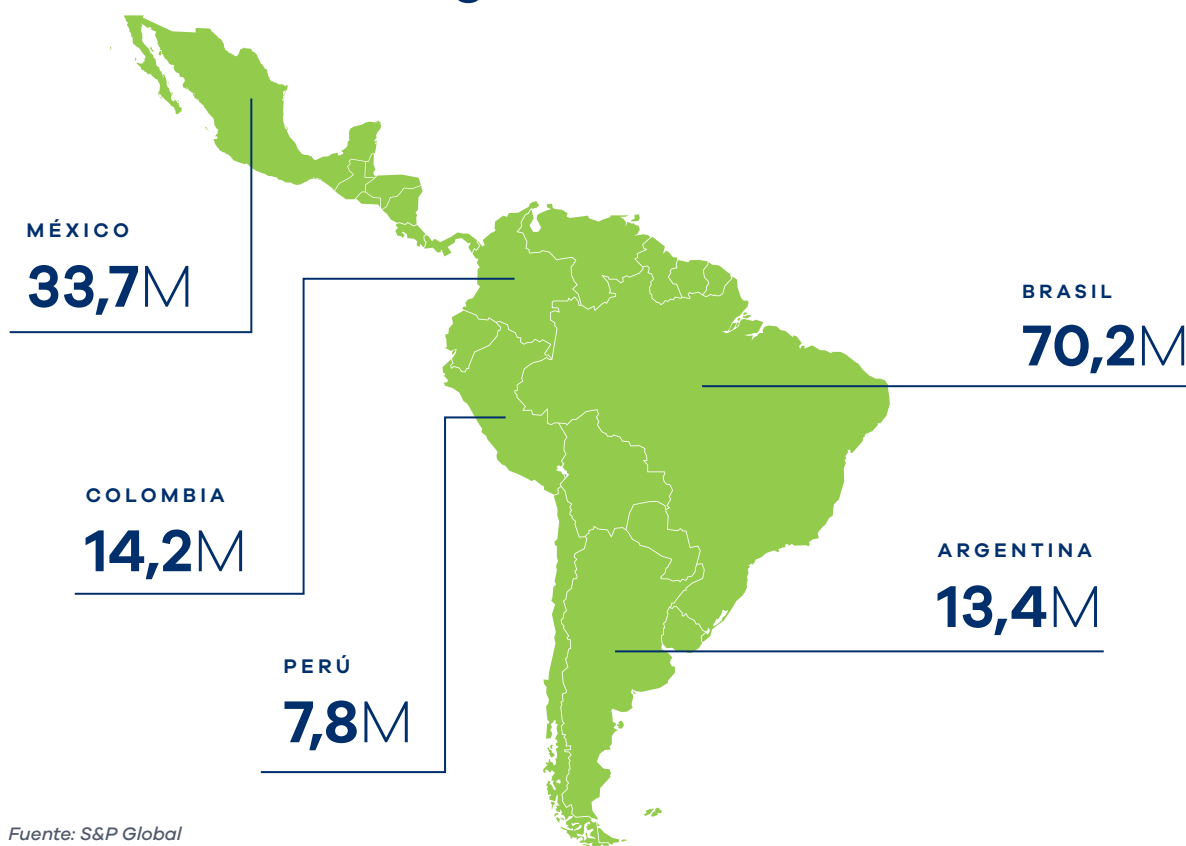 MÉXICO
33,7M
BRASIL
70,2M
COLOMBIA
14,2M
ARGENTINA
13,4M
PERÚ
7,8M
Fuente: S&P Global